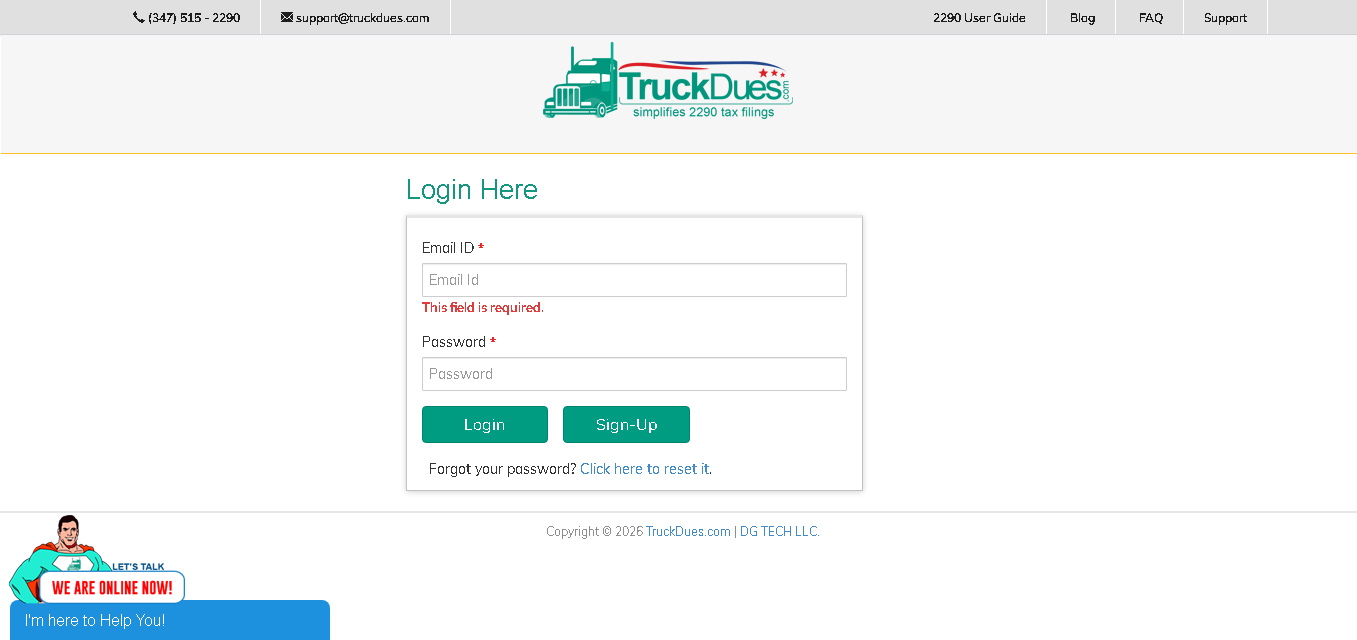 (347) 515 - 2290 support@truckdues.com 2290 User Guide Blog FAQ Support
TruckDues.com
simplifies 2290 tax filings
Login Here
Email ID *
Email Id
This field is required.
Password *
Password
Login Sign-Up
Forgot your password? Click here to reset it.
Copyright © 2026 TruckDues.com | DG TECH LLC.
LET'S TALK
WE ARE ONLINE NOW!
I'm here to Help You!